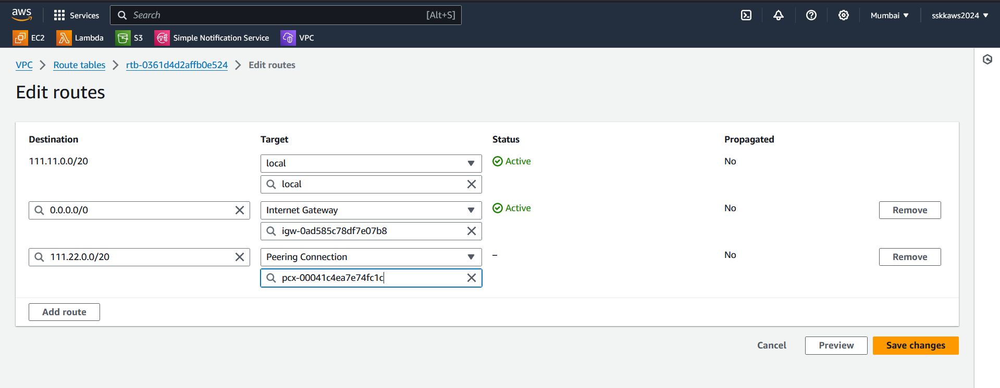 aws Services Search [Alt+S] Mumbai sskkaws2024
EC2 Lambda S3 Simple Notification Service VPC
VPC Route tables rtb-0361d4d2affb0e524 Edit routes
Edit routes
Destination Target Status Propagated
111.11.0.0/20 local Active No
local
0.0.0.0/0 Internet Gateway Active No Remove
igw-0ad585c78df7e07b8
111.22.0.0/20 Peering Connection – No Remove
pcx-00041c4ea7e74fc1c
Add route
Cancel Preview Save changes